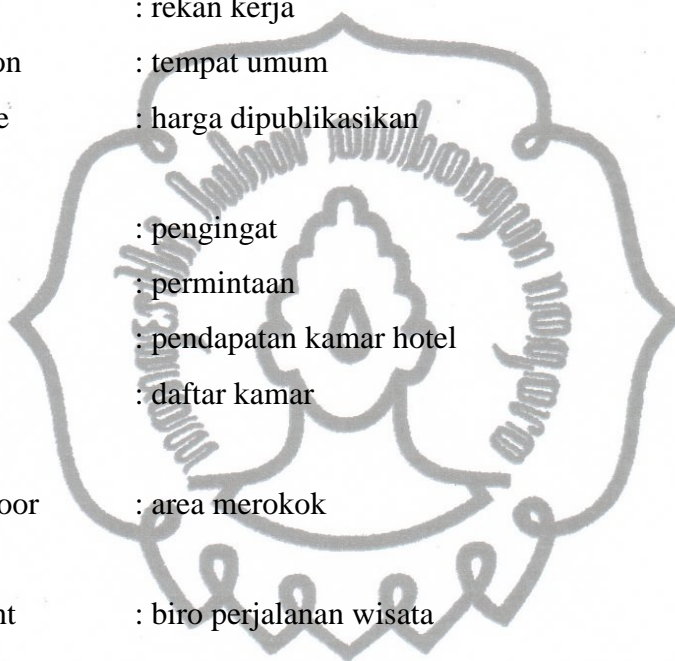 : rekan kerja
on : tempat umum
e : harga dipublikasikan
: pengingat
: permintaan
: pendapatan kamar hotel
: daftar kamar
oor : area merokok
nt : biro perjalanan wisata